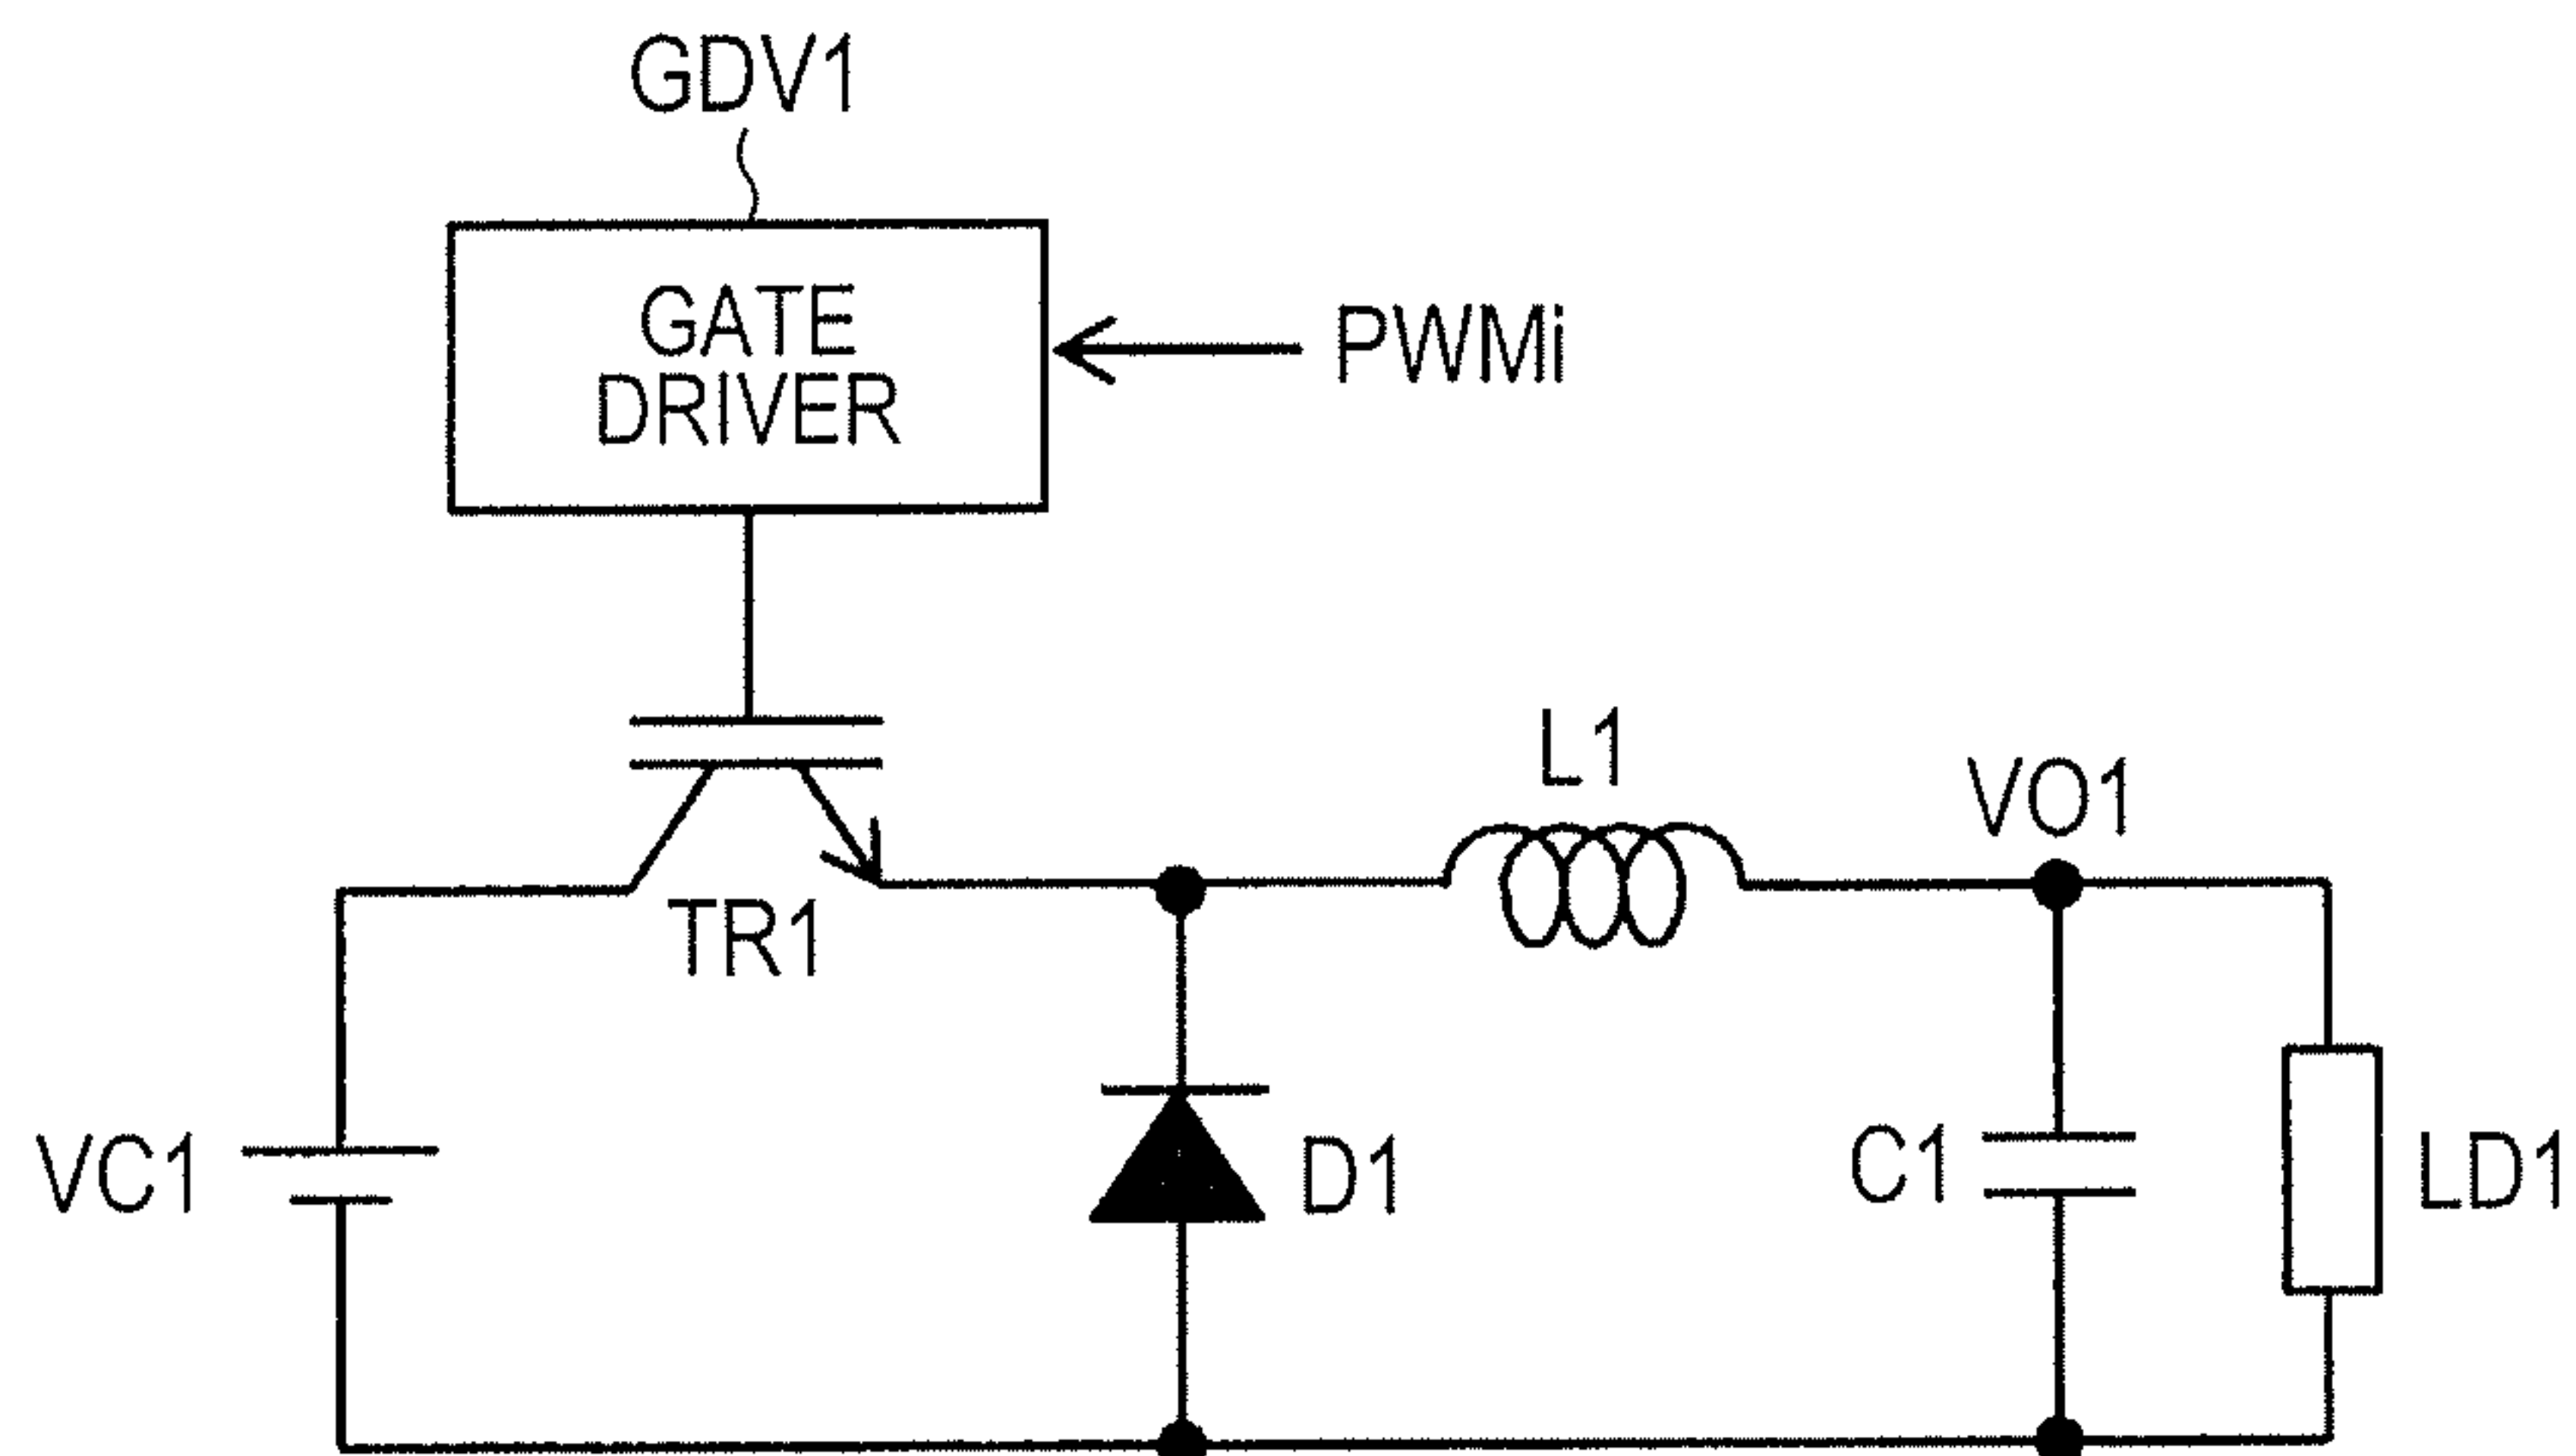 GDV1
GATE
DRIVER
PWMi
L1
VO1
TR1
VC1
D1
C1
LD1